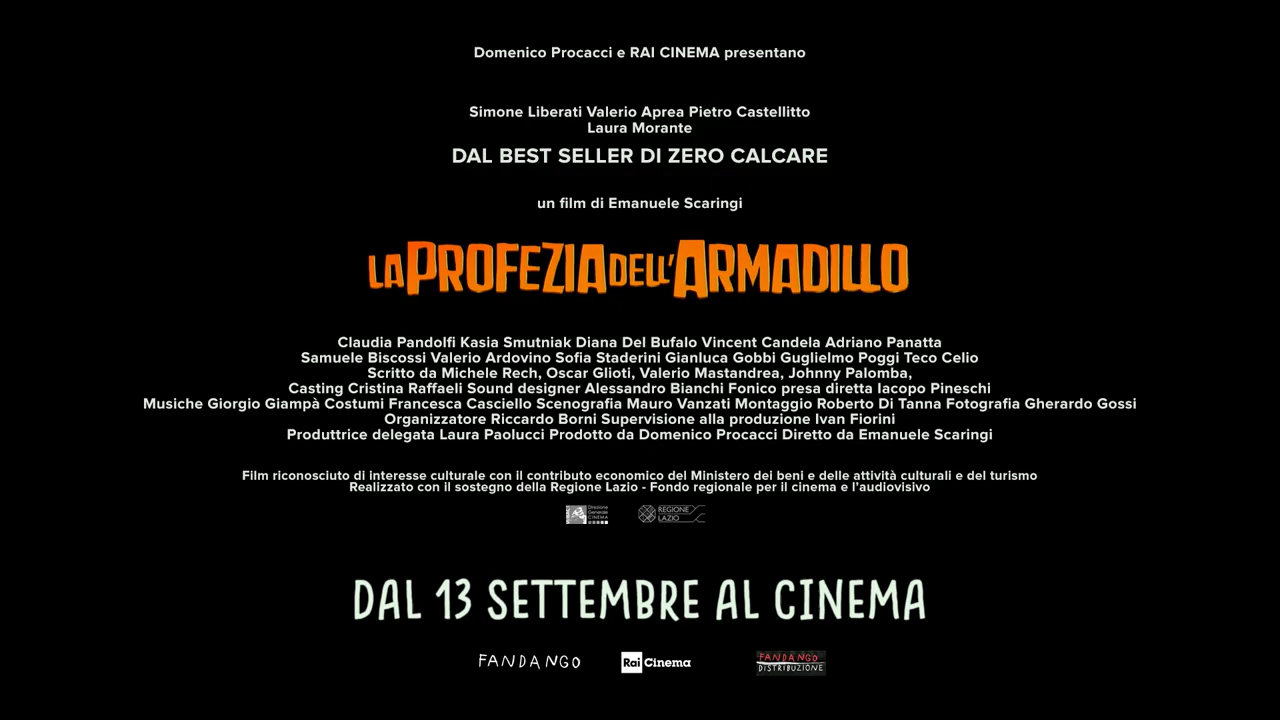 Domenico Procacci e RAI CINEMA presentano
Simone Liberati Valerio Aprea Pietro Castellitto
Laura Morante
DAL BEST SELLER DI ZERO CALCARE
un film di Emanuele Scaringi
LA PROFEZIA DELL'ARMADILLO
Claudia Pandolfi Kasia Smutniak Diana Del Bufalo Vincent Candela Adriano Panatta
Samuele Biscossi Valerio Ardovino Sofia Staderini Gianluca Gobbi Guglielmo Poggi Teco Celio
Scritto da Michele Rech, Oscar Glioti, Valerio Mastandrea, Johnny Palomba,
Casting Cristina Raffaeli Sound designer Alessandro Bianchi Fonico presa diretta Iacopo Pineschi
Musiche Giorgio Giampà Costumi Francesca Casciello Scenografia Mauro Vanzati Montaggio Roberto Di Tanna Fotografia Gherardo Gossi
Organizzatore Riccardo Borni Supervisione alla produzione Ivan Fiorini
Produttrice delegata Laura Paolucci Prodotto da Domenico Procacci Diretto da Emanuele Scaringi
Film riconosciuto di interesse culturale con il contributo economico del Ministero dei beni e delle attività culturali e del turismo
Realizzato con il sostegno della Regione Lazio - Fondo regionale per il cinema e l'audiovisivo
Direzione
Generale
CINEMA
REGIONE
LAZIO
DAL 13 SETTEMBRE AL CINEMA
FANDANGO
Rai Cinema
FANDANGO
DISTRIBUZIONE